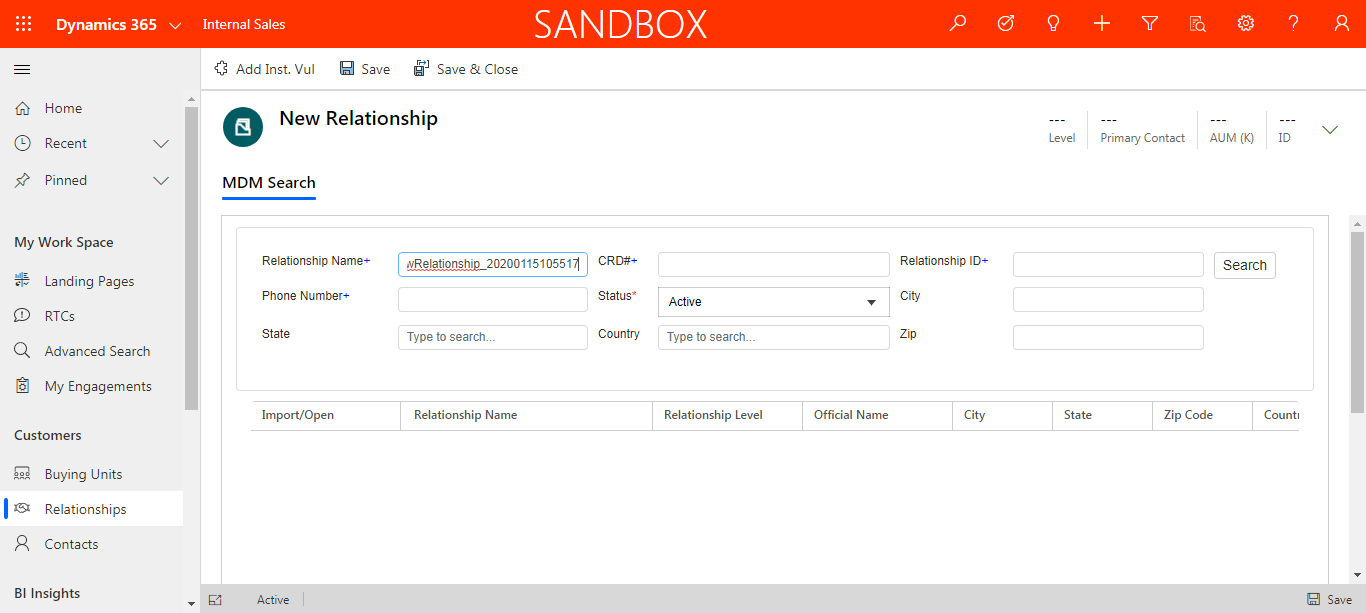 Dynamics 365 Internal Sales SANDBOX
Add Inst. Vul Save Save & Close
Home
Recent
Pinned
My Work Space
Landing Pages
RTCs
Advanced Search
My Engagements
Customers
Buying Units
Relationships
Contacts
BI Insights
New Relationship
--- --- --- ---
Level Primary Contact AUM (K) ID
MDM Search
Relationship Name+ wRelationship_20200115105517 CRD#+ Relationship ID+ Search
Phone Number+ Status* Active City
State Type to search... Country Type to search... Zip
Import/Open Relationship Name Relationship Level Official Name City State Zip Code Countr
Active Save